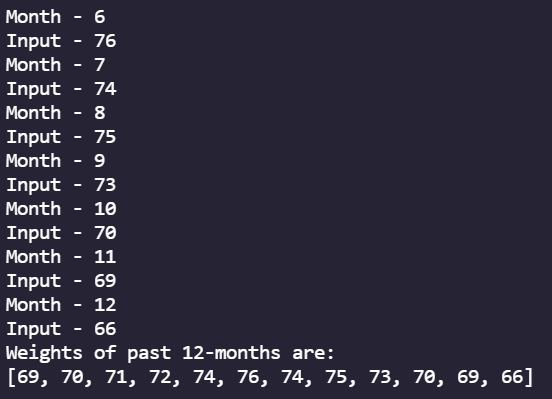 Month - 6
Input - 76
Month - 7
Input - 74
Month - 8
Input - 75
Month - 9
Input - 73
Month - 10
Input - 70
Month - 11
Input - 69
Month - 12
Input - 66
Weights of past 12-months are:
[69, 70, 71, 72, 74, 76, 74, 75, 73, 70, 69, 66]